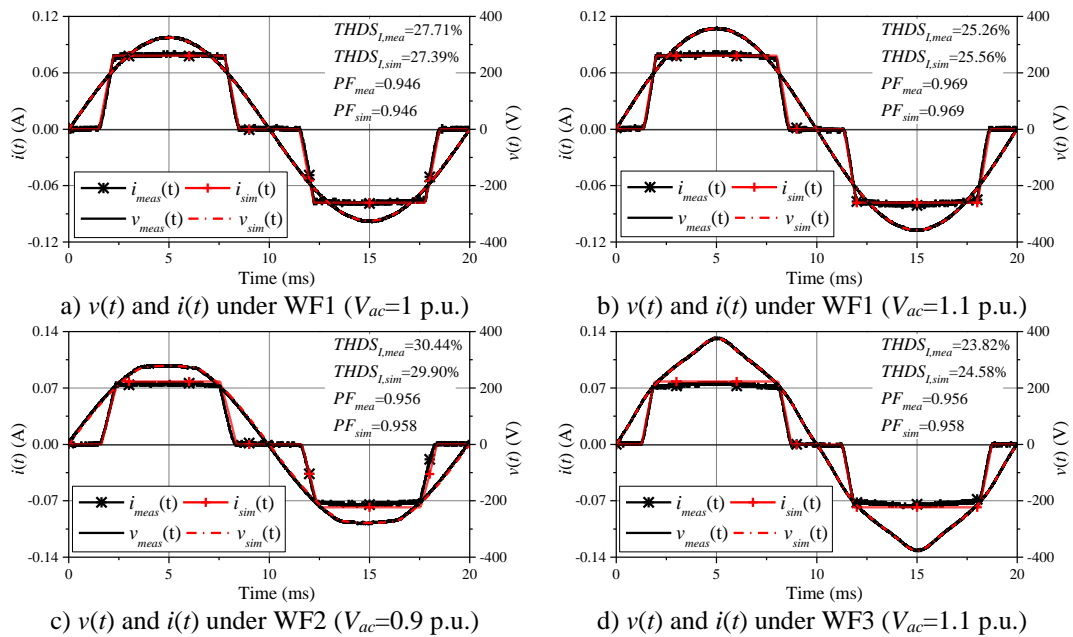 THDS_I,mea=27.71%
THDS_I,sim=27.39%
PF_mea=0.946
PF_sim=0.946
0.12
0.06
0.00
-0.06
-0.12
i(t) (A)
400
200
0
-200
-400
v(t) (V)
i_meas(t) i_sim(t)
v_meas(t) v_sim(t)
0 5 10 15 20
Time (ms)
a) v(t) and i(t) under WF1 (V_ac=1 p.u.)
THDS_I,mea=25.26%
THDS_I,sim=25.56%
PF_mea=0.969
PF_sim=0.969
0.12
0.06
0.00
-0.06
-0.12
i(t) (A)
400
200
0
-200
-400
v(t) (V)
i_meas(t) i_sim(t)
v_meas(t) v_sim(t)
0 5 10 15 20
Time (ms)
b) v(t) and i(t) under WF1 (V_ac=1.1 p.u.)
THDS_I,mea=30.44%
THDS_I,sim=29.90%
PF_mea=0.956
PF_sim=0.958
0.14
0.07
0.00
-0.07
-0.14
i(t) (A)
400
200
0
-200
-400
v(t) (V)
i_meas(t) i_sim(t)
v_meas(t) v_sim(t)
0 5 10 15 20
Time (ms)
c) v(t) and i(t) under WF2 (V_ac=0.9 p.u.)
THDS_I,mea=23.82%
THDS_I,sim=24.58%
PF_mea=0.956
PF_sim=0.958
0.14
0.07
0.00
-0.07
-0.14
i(t) (A)
400
200
0
-200
-400
v(t) (V)
i_meas(t) i_sim(t)
v_meas(t) v_sim(t)
0 5 10 15 20
Time (ms)
d) v(t) and i(t) under WF3 (V_ac=1.1 p.u.)